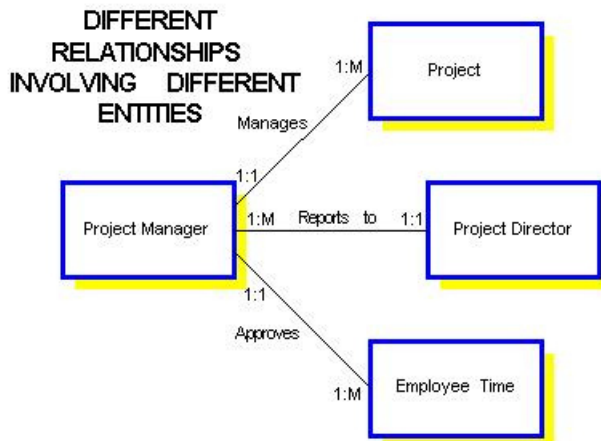 DIFFERENT
RELATIONSHIPS
INVOLVING DIFFERENT
ENTITIES
1:M
Project
Manages
1:1
Project Manager
1:M Reports to 1:1
Project Director
1:1
Approves
1:M
Employee Time